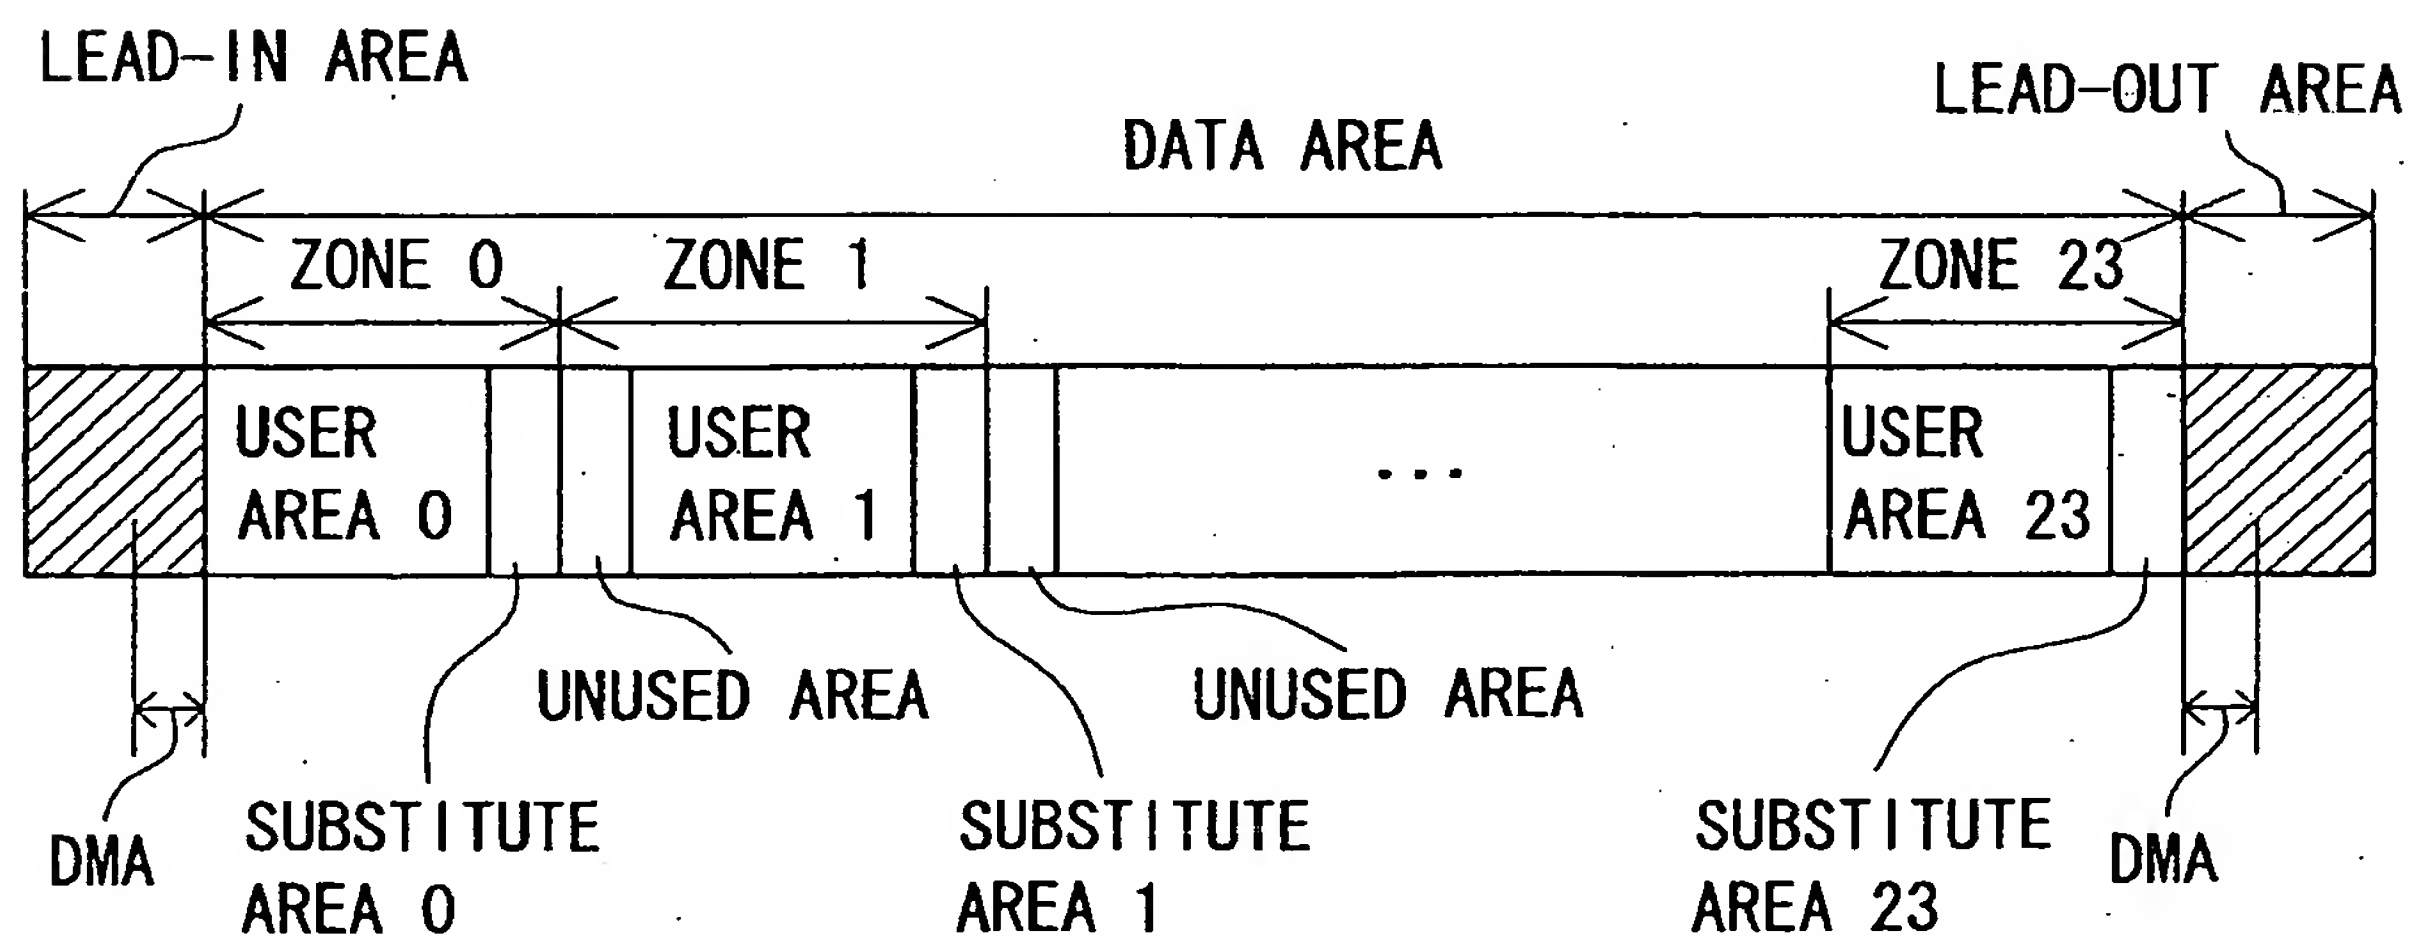 LEAD-IN AREA
LEAD-OUT AREA
DATA AREA
ZONE 0
ZONE 1
ZONE 23
USER
AREA 0
USER
AREA 1
...
USER
AREA 23
UNUSED AREA
UNUSED AREA
DMA
SUBSTITUTE
AREA 0
SUBSTITUTE
AREA 1
SUBSTITUTE
AREA 23
DMA